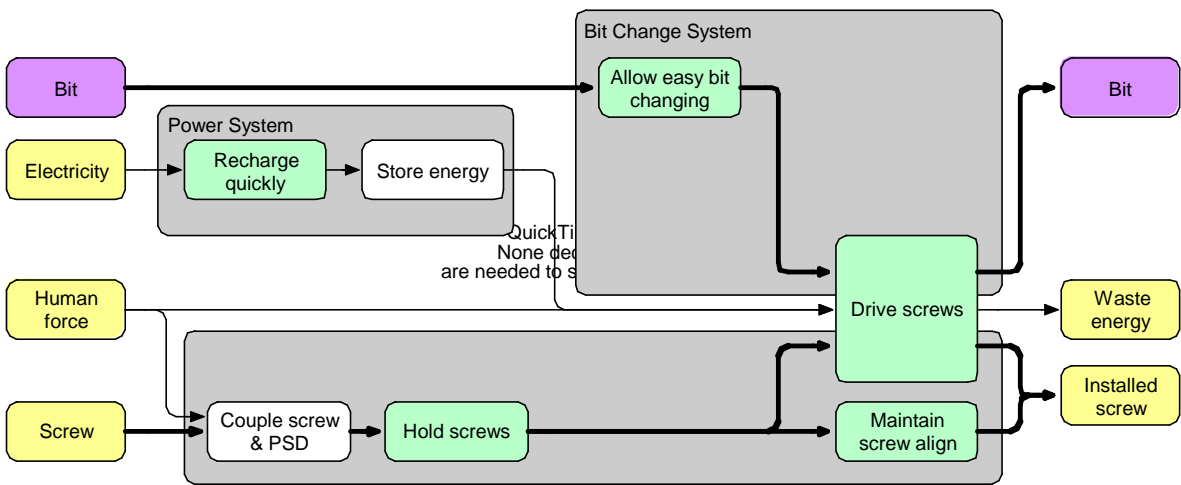 Bit Change System
Bit
Allow easy bit
changing
Bit
Power System
Electricity
Recharge
quickly
Store energy
QuickTi
None dec
are needed to s
Human
force
Drive screws
Waste
energy
Screw
Couple screw
& PSD
Hold screws
Maintain
screw align
Installed
screw